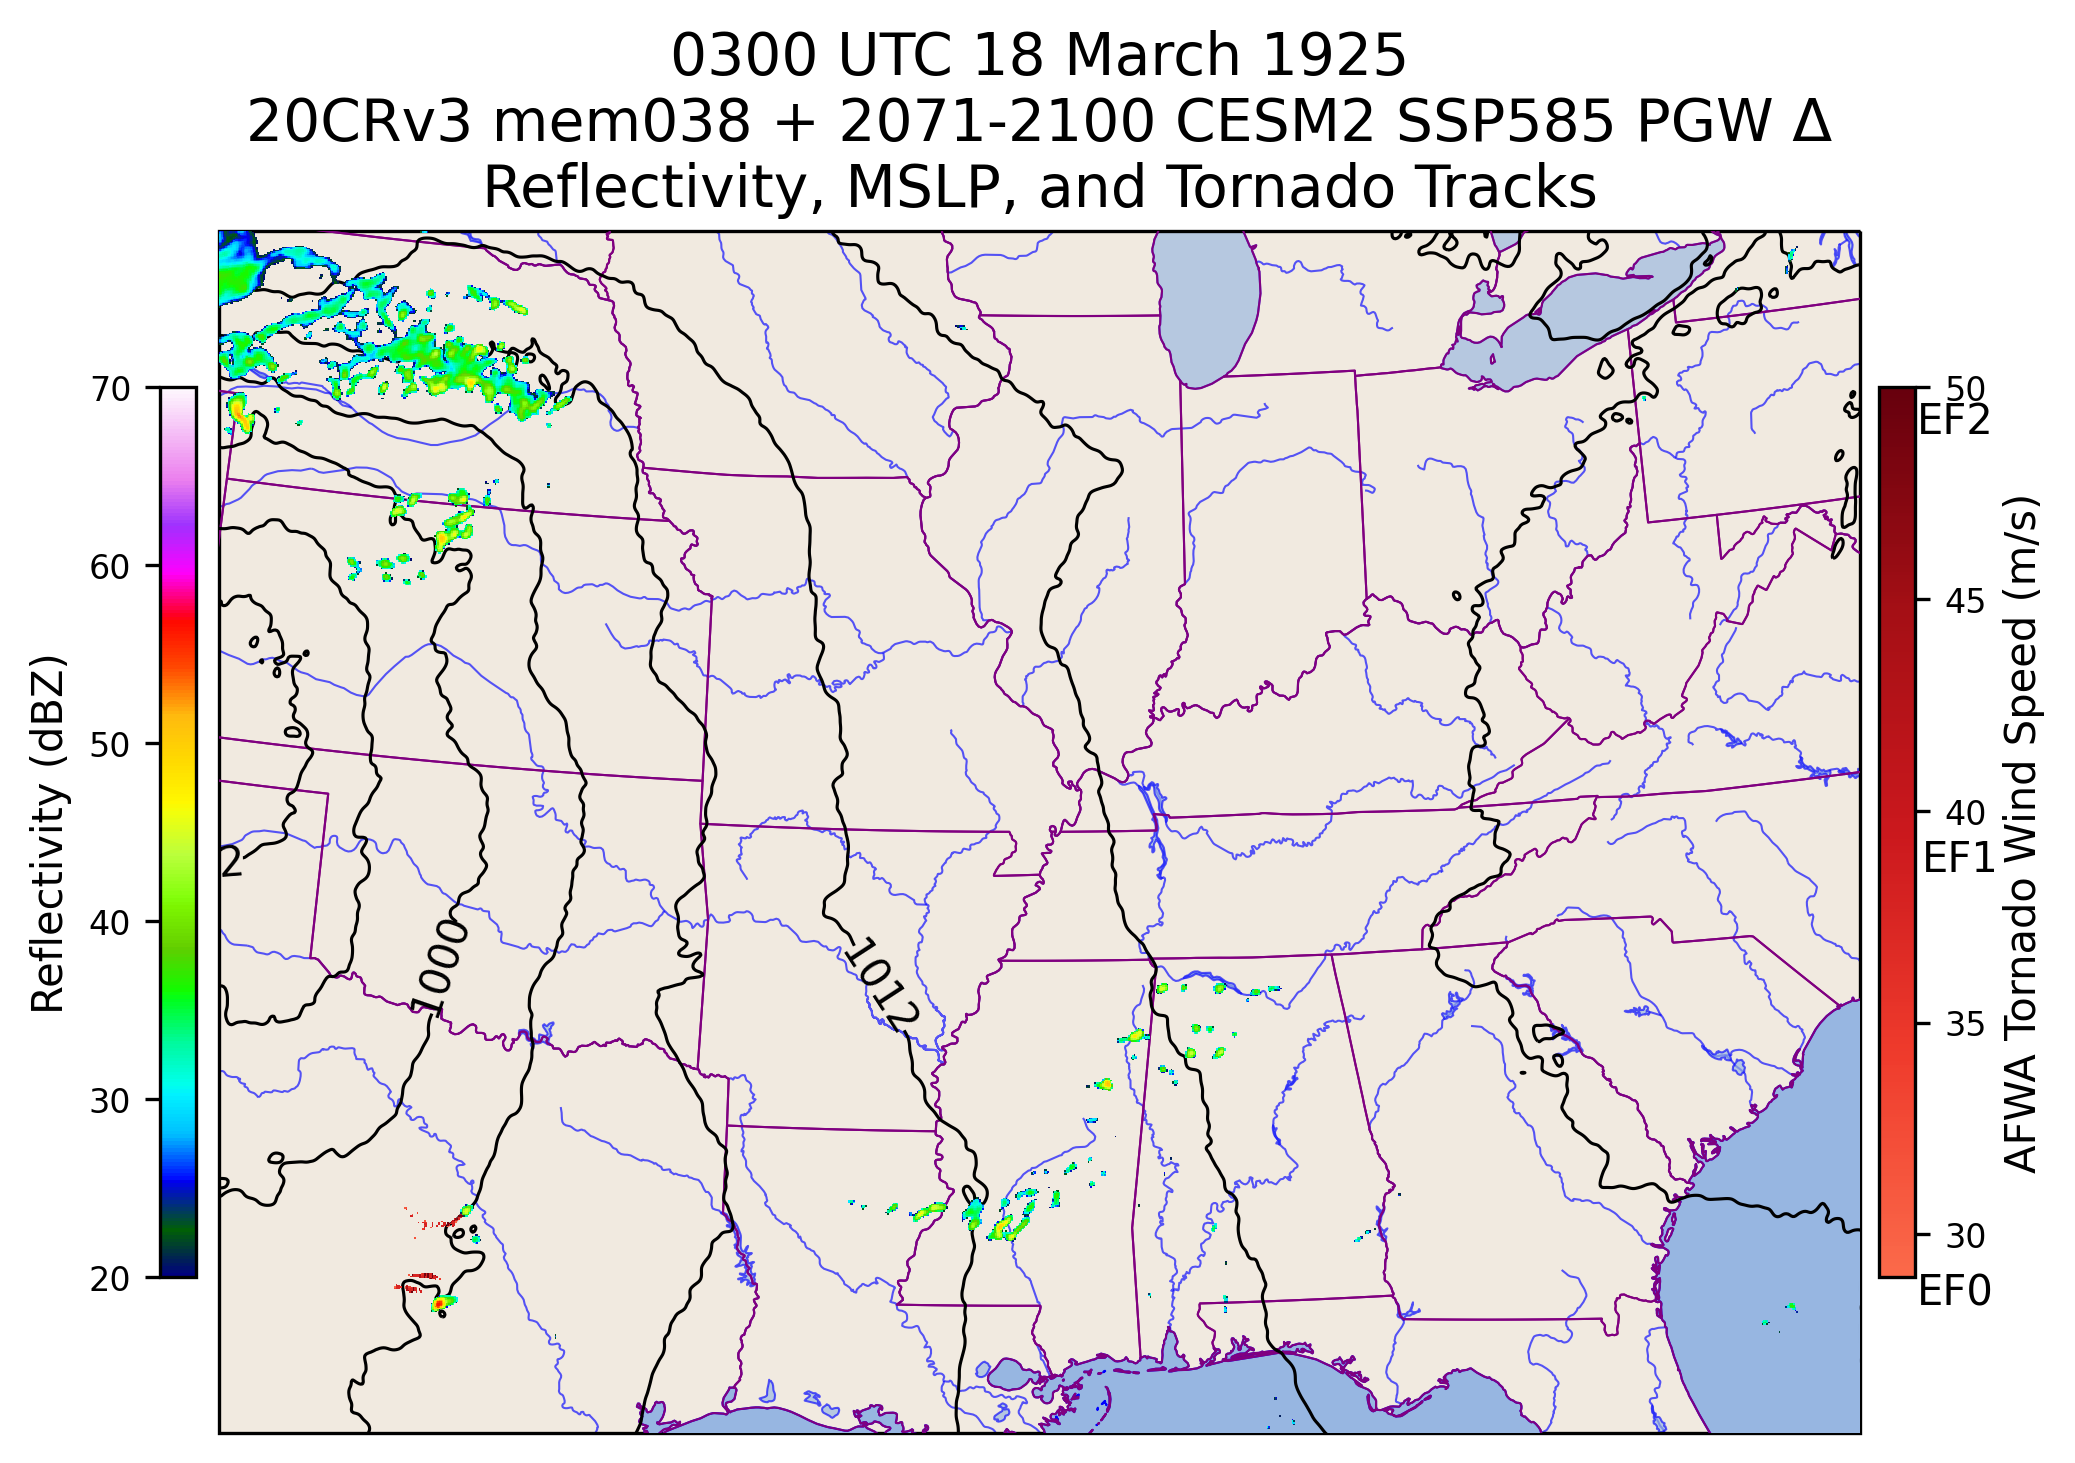 0300 UTC 18 March 1925
20CRv3 mem038 + 2071-2100 CESM2 SSP585 PGW Δ
Reflectivity, MSLP, and Tornado Tracks
70
60
50
40
30
20
Reflectivity (dBZ)
2
1000
1012
50
EF2
45
40
EF1
35
30
EF0
AFWA Tornado Wind Speed (m/s)